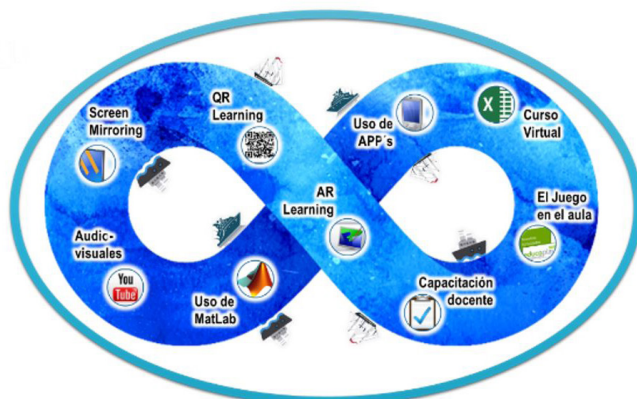 Screen
Mirroring
QR
Learning
Uso de
APP´s
X
Curso
Virtual
AR
Learning
El Juego
en el aula
Audio-
visuales
You
Tube
Uso de
MatLab
Capacitación
docente